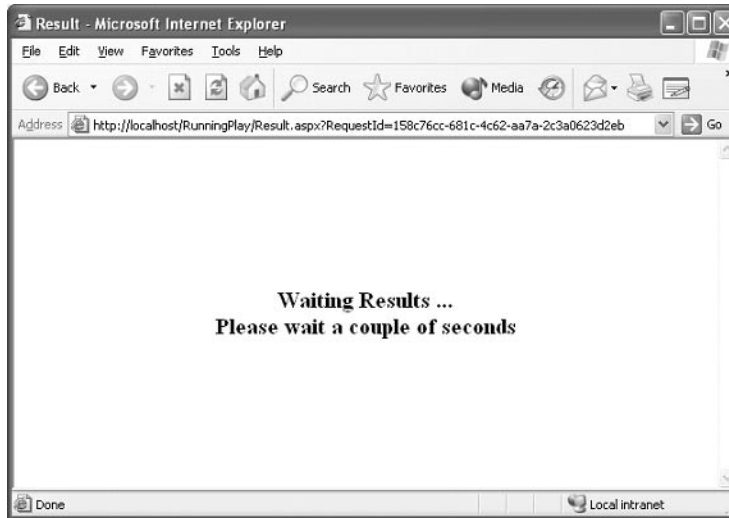 Result - Microsoft Internet Explorer
File Edit View Favorites Tools Help
Back Search Favorites Media
Address http://localhost/RunningPlay/Result.aspx?RequestId=158c76cc-681c-4c62-aa7a-2c3a0623d2eb Go
Waiting Results ...
Please wait a couple of seconds
Done Local intranet